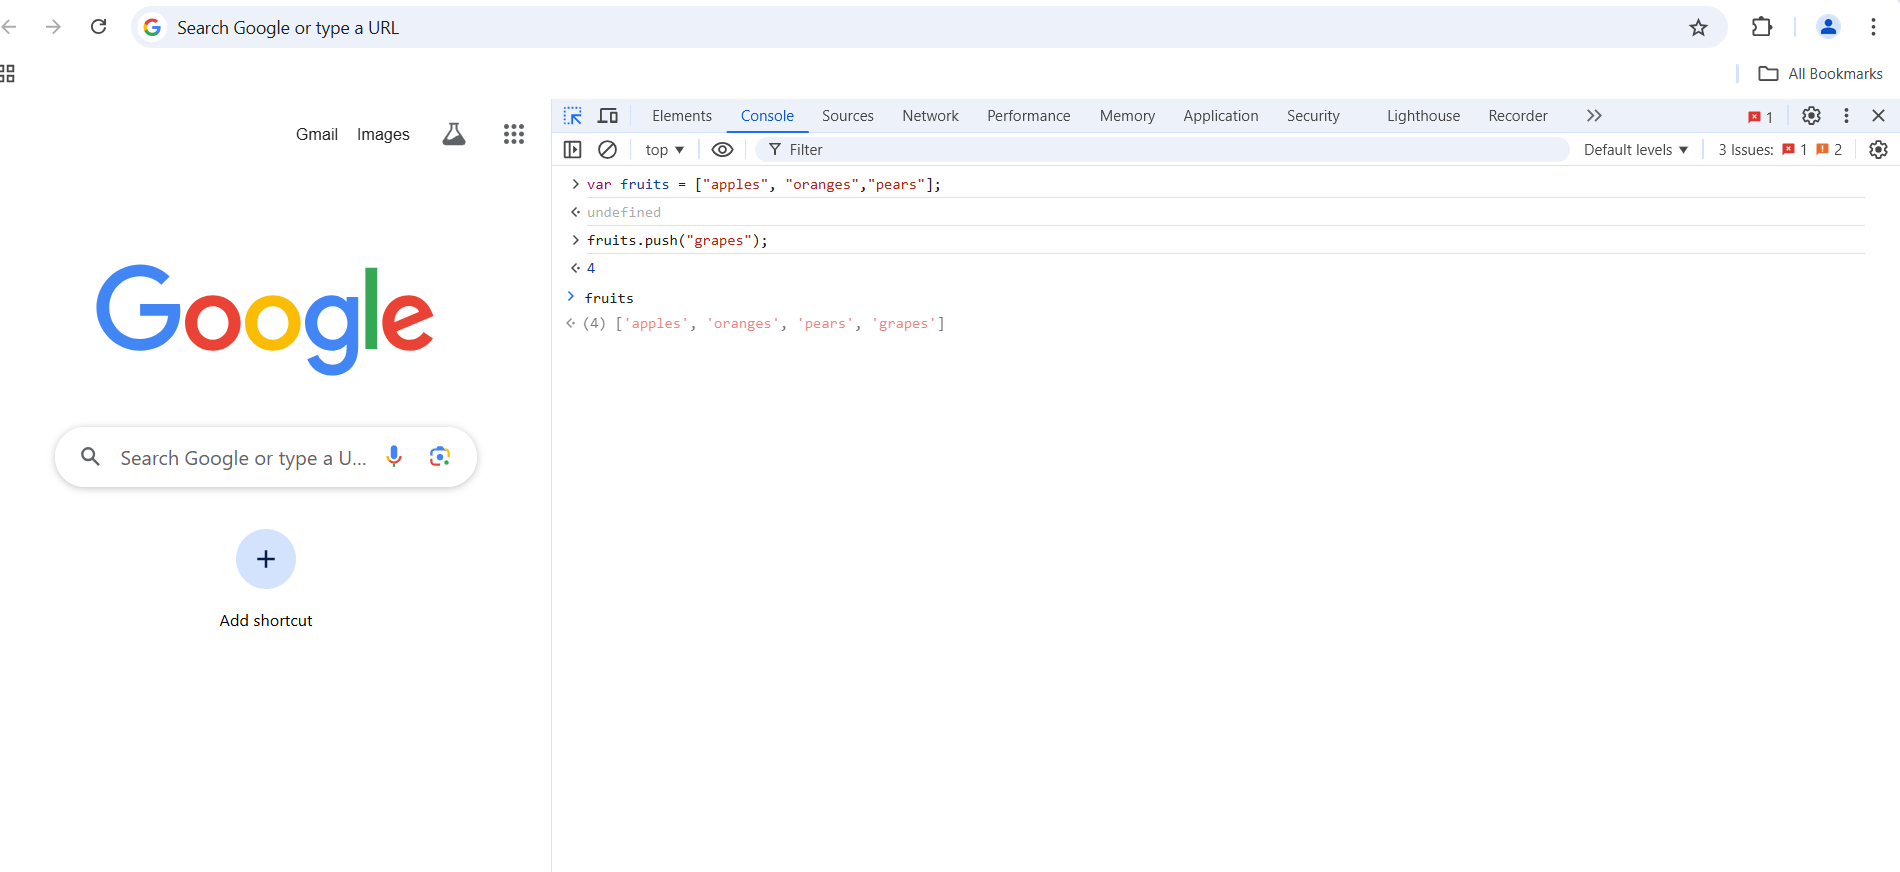 Search Google or type a URL
All Bookmarks
Gmail Images
Google
Search Google or type a U...
Add shortcut
Elements Console Sources Network Performance Memory Application Security Lighthouse Recorder 1
top Filter Default levels 3 Issues: 1 2
var fruits = ["apples", "oranges","pears"];
undefined
fruits.push("grapes");
4
fruits
(4) ['apples', 'oranges', 'pears', 'grapes']